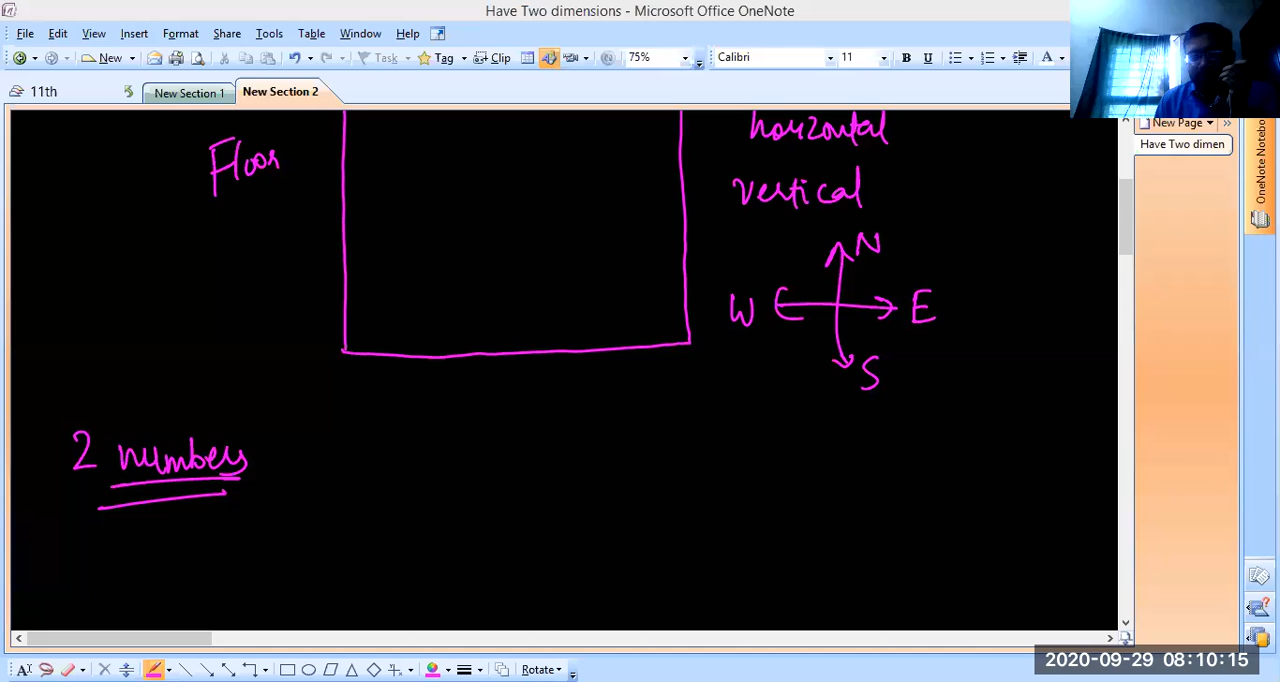 Have Two dimensions - Microsoft Office OneNote
File Edit View Insert Format Share Tools Table Window Help
New Task Tag Clip 75% Calibri 11 B U A
11th New Section 1 New Section 2
New Page
Have Two dimen
OneNote Notebo
horizontal
Floor
vertical
N
W E
S
2 numbers
2020-09-29 08:10:15
A Rotate